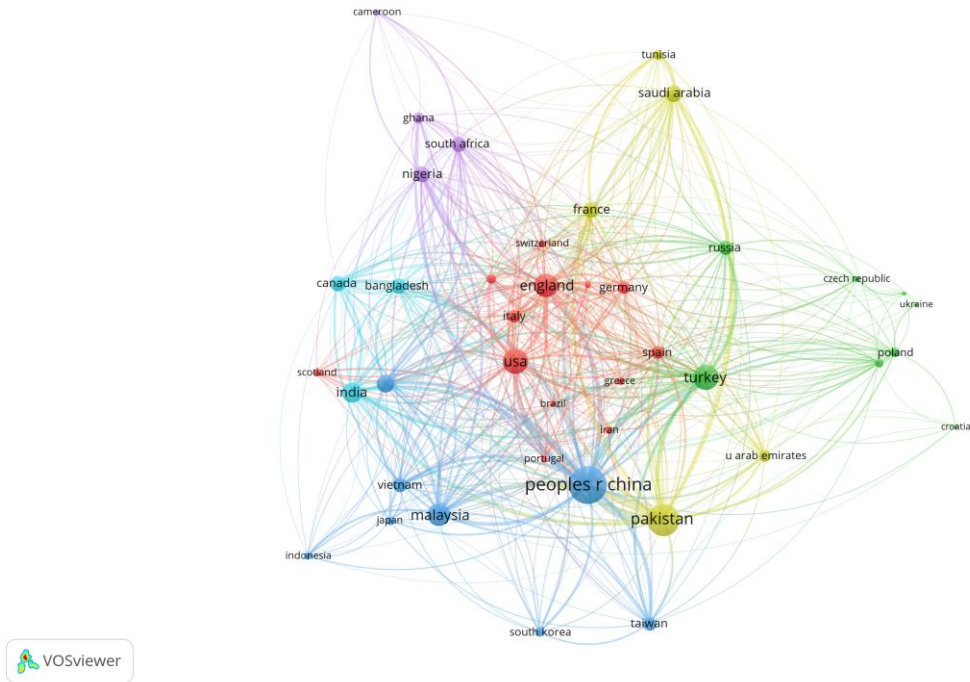 cameroon
tunisia
saudi arabia
ghana
south africa
nigeria
france
switzerland
russia
czech republic
canada
bangladesh
england
germany
ukraine
italy
poland
scotland
usa
spain
turkey
india
greece
brazil
croatia
iran
u arab emirates
portugal
vietnam
peoples r china
malaysia
japan
pakistan
indonesia
taiwan
south korea
VOSviewer